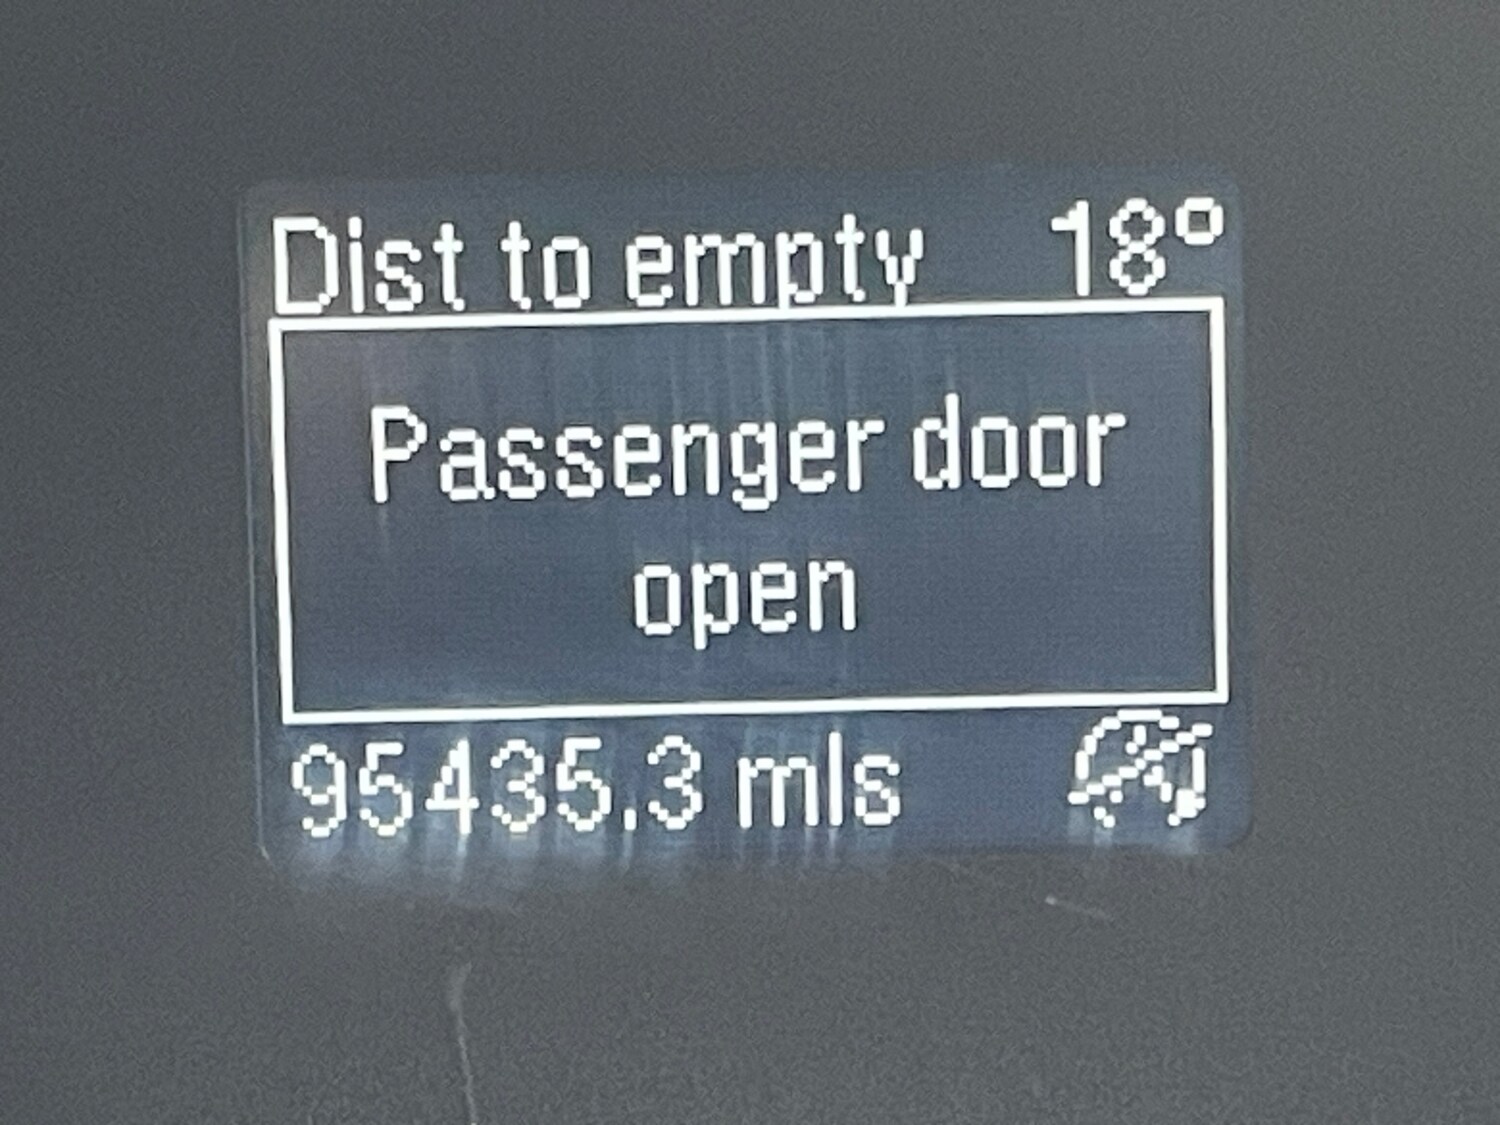 Dist to empty 18°
Passenger door
open
95435.3 mls